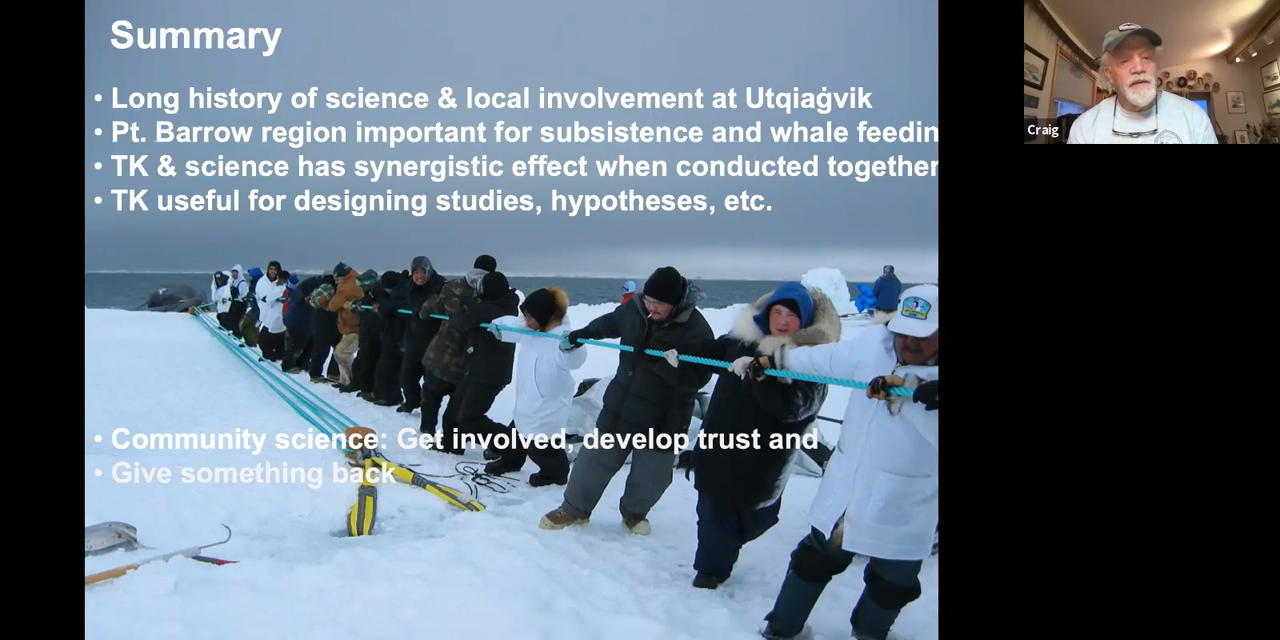 Summary
• Long history of science & local involvement at Utqiaġvik
• Pt. Barrow region important for subsistence and whale feedin
• TK & science has synergistic effect when conducted together
• TK useful for designing studies, hypotheses, etc.
• Community science: Get involved, develop trust and
• Give something back
Craig